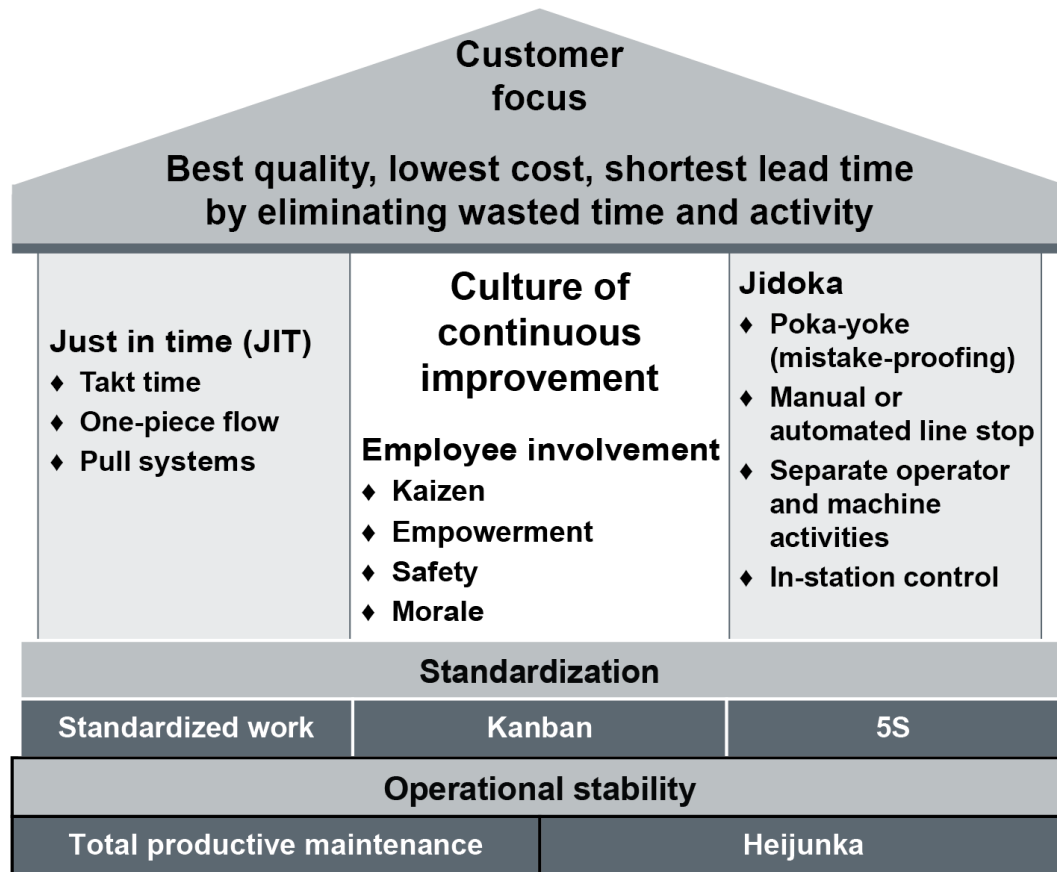 Customer
focus
Best quality, lowest cost, shortest lead time
by eliminating wasted time and activity
Just in time (JIT)
♦ Takt time
♦ One-piece flow
♦ Pull systems
Culture of
continuous
improvement
Employee involvement
♦ Kaizen
♦ Empowerment
♦ Safety
♦ Morale
Jidoka
♦ Poka-yoke
(mistake-proofing)
♦ Manual or
automated line stop
♦ Separate operator
and machine
activities
♦ In-station control
Standardization
Standardized work
Kanban
5S
Operational stability
Total productive maintenance
Heijunka